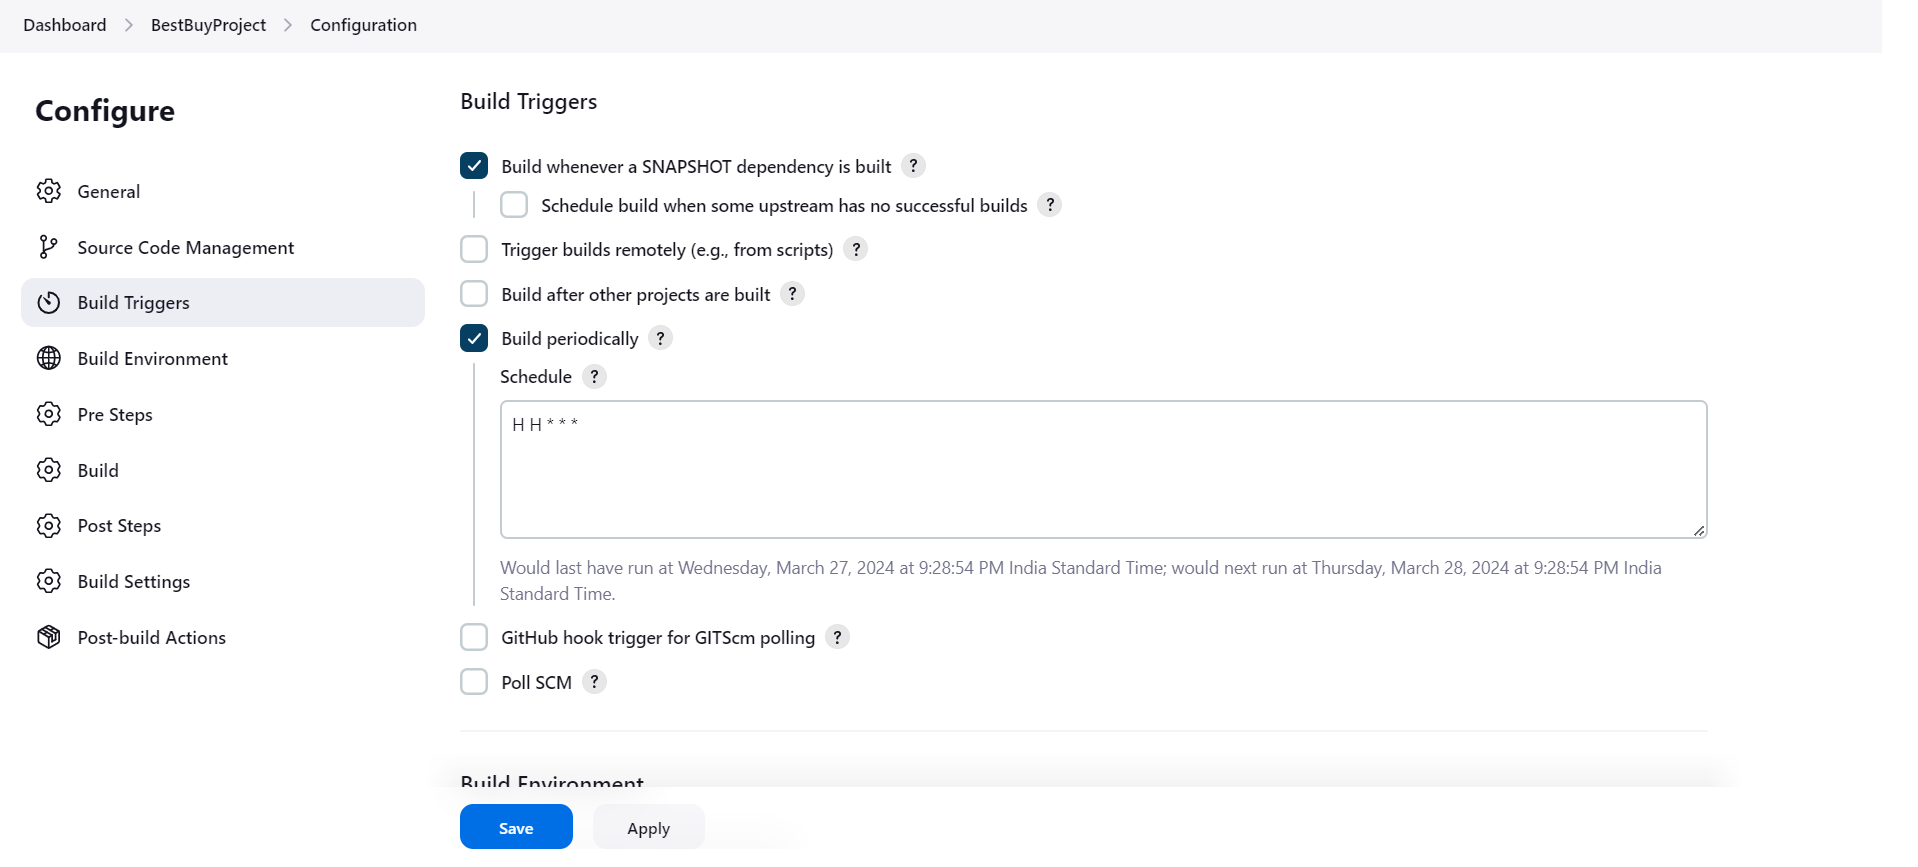 Dashboard > BestBuyProject > Configuration
Configure
General
Source Code Management
Build Triggers
Build Environment
Pre Steps
Build
Post Steps
Build Settings
Post-build Actions
Build Triggers
Build whenever a SNAPSHOT dependency is built ?
Schedule build when some upstream has no successful builds ?
Trigger builds remotely (e.g., from scripts) ?
Build after other projects are built ?
Build periodically ?
Schedule ?
H H * * *
Would last have run at Wednesday, March 27, 2024 at 9:28:54 PM India Standard Time; would next run at Thursday, March 28, 2024 at 9:28:54 PM India
Standard Time.
GitHub hook trigger for GITScm polling ?
Poll SCM ?
Build Environment
Save Apply